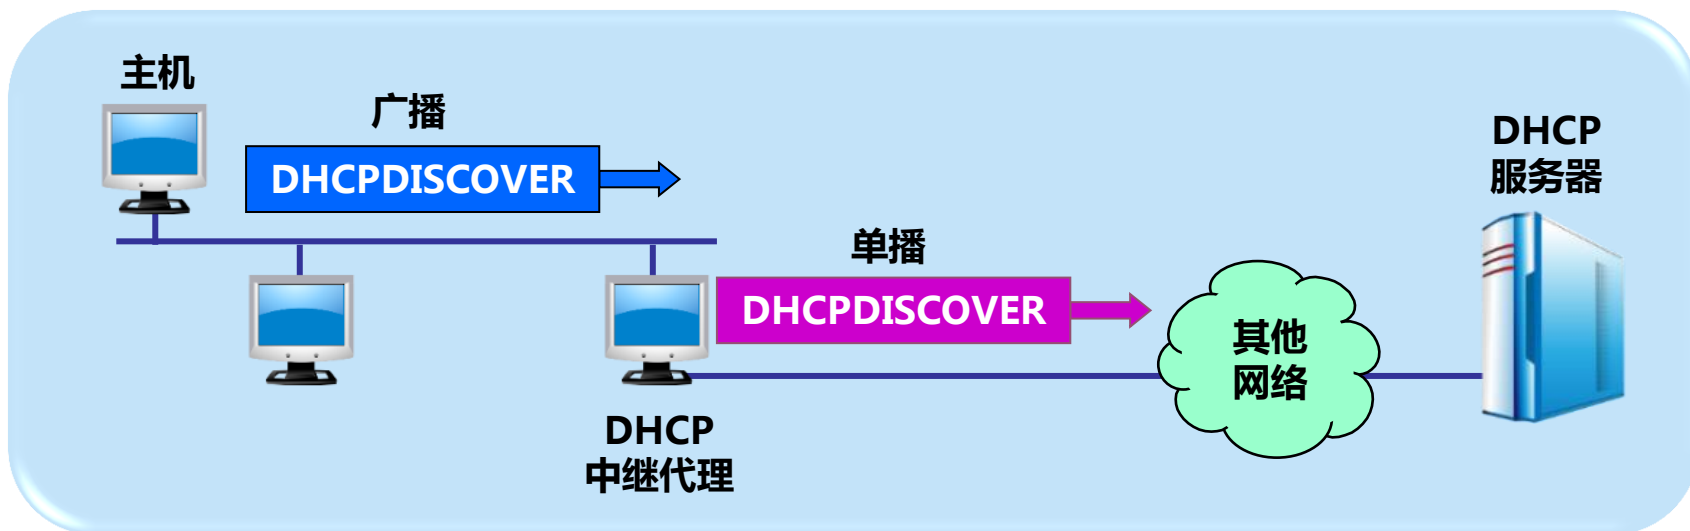 主机
广播
DHCPDISCOVER
DHCP
服务器
单播
DHCPDISCOVER
其他
网络
DHCP
中继代理